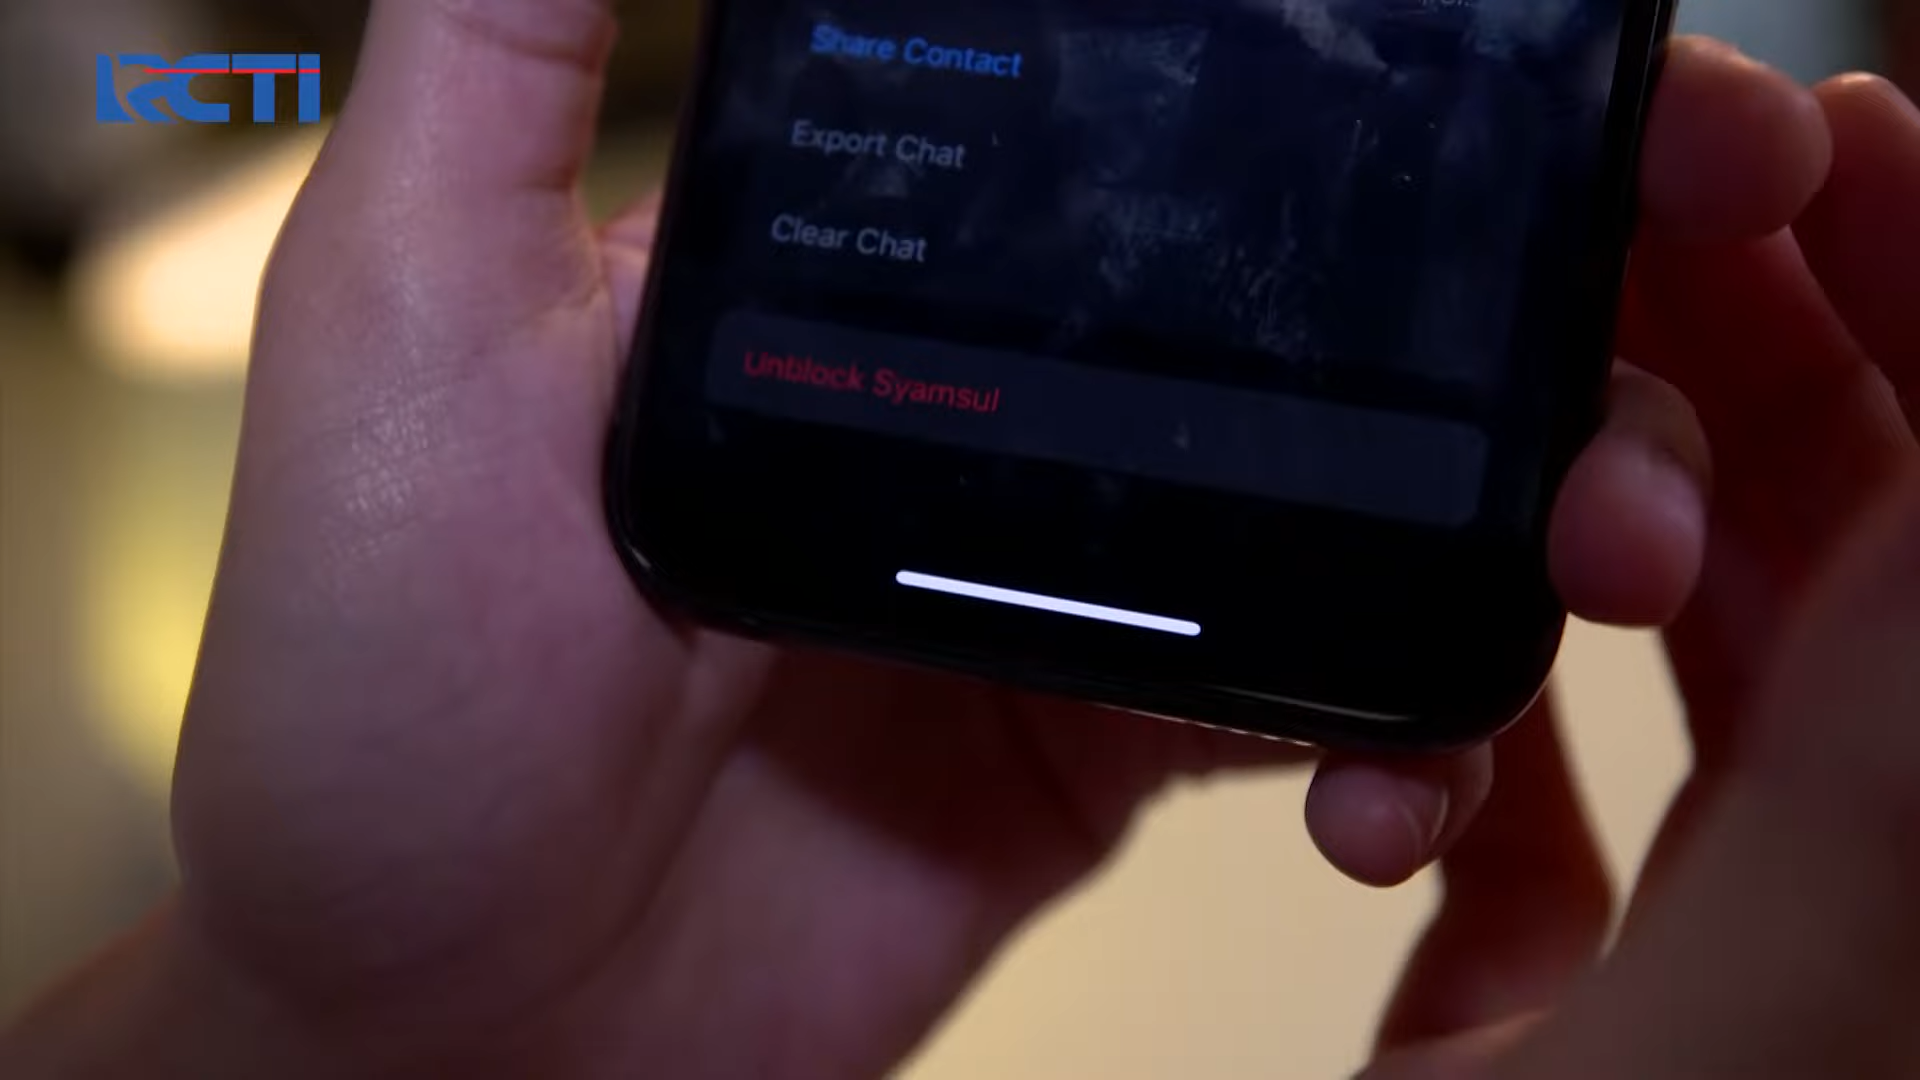 RCTI
Share Contact
Export Chat
Clear Chat
Unblock Syamsul